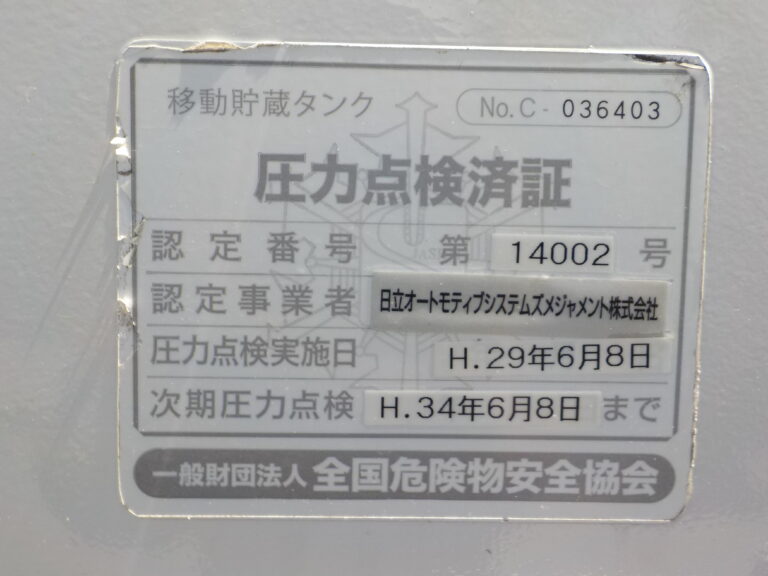 移動貯蔵タンク No.C- 036403
圧力点検済証
認定番号 第 14002 号
認定事業者 日立オートモティブシステムズメジャメント株式会社
圧力点検実施日 H.29年6月8日
次期圧力点検 H.34年6月8日 まで
一般財団法人 全国危険物安全協会